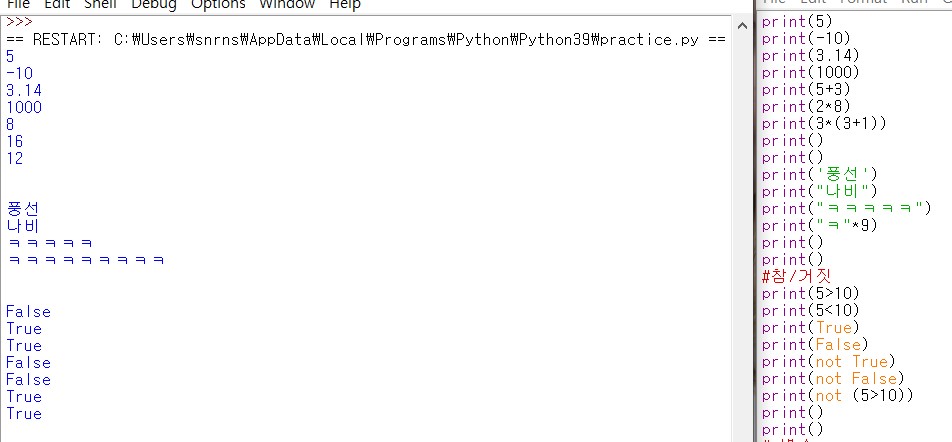 File Edit Shell Debug Options Window Help
>>>
== RESTART: C:\Users\snrns\AppData\Local\Programs\Python\Python39\practice.py ==
5
-10
3.14
1000
8
16
12
풍선
나비
ㅋㅋㅋㅋㅋ
ㅋㅋㅋㅋㅋㅋㅋㅋㅋ
False
True
True
False
False
True
True
File Edit Format Run
print(5)
print(-10)
print(3.14)
print(1000)
print(5+3)
print(2*8)
print(3*(3+1))
print()
print()
print('풍선')
print("나비")
print("ㅋㅋㅋㅋㅋ")
print("ㅋ"*9)
print()
print()
#참/거짓
print(5>10)
print(5<10)
print(True)
print(False)
print(not True)
print(not False)
print(not (5>10))
print()
print()